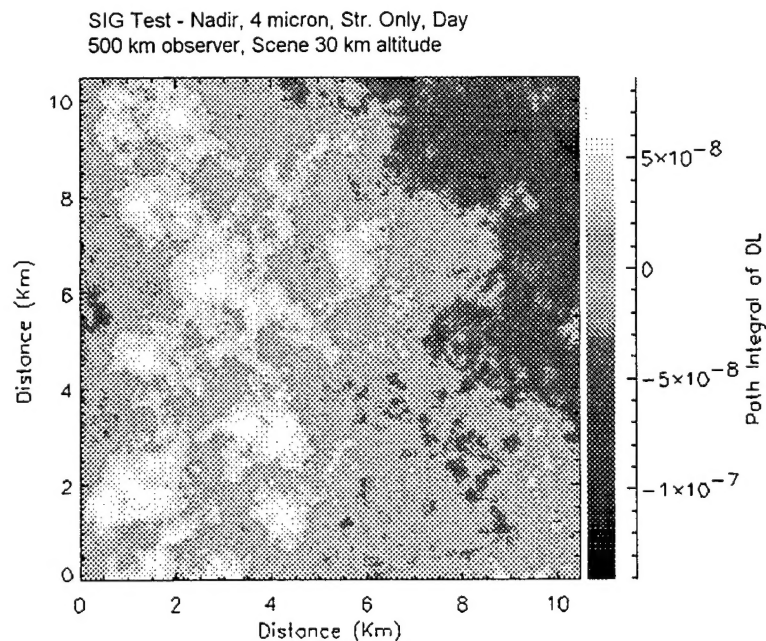 SIG Test - Nadir, 4 micron, Str. Only, Day
500 km observer, Scene 30 km altitude
10
8
6
4
2
0
Distance (Km)
0 2 4 6 8 10
Distance (Km)
5×10⁻⁸
0
−5×10⁻⁸
−1×10⁻⁷
Path Integral of DL